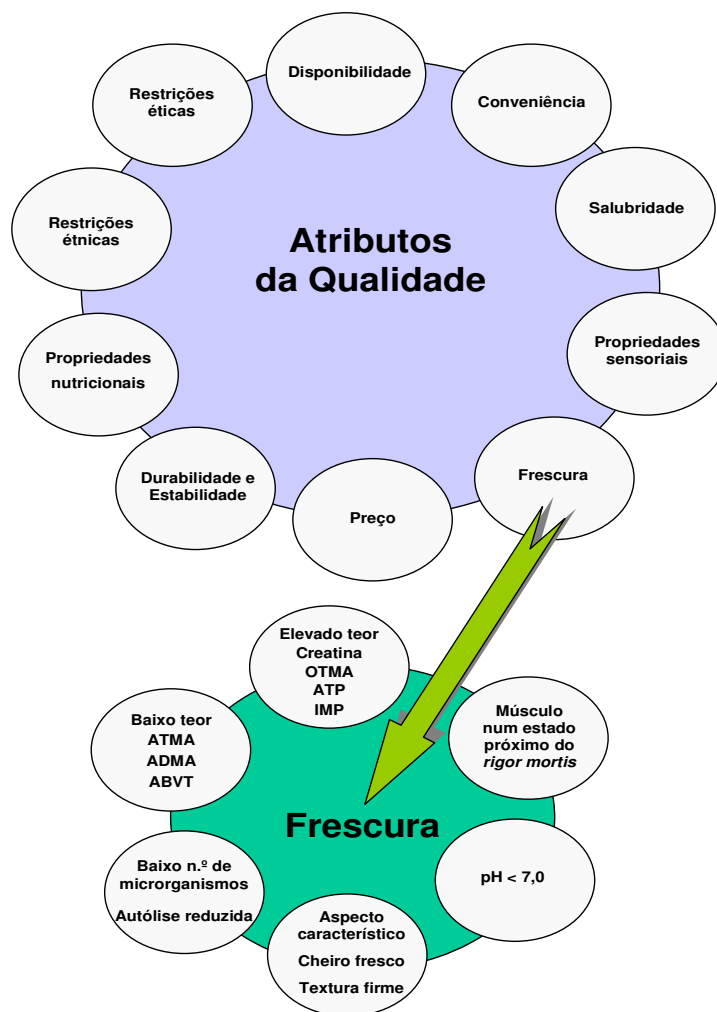 Disponibilidade
Restrições
éticas
Conveniência
Restrições
étnicas
Salubridade
Atributos
da Qualidade
Propriedades
nutricionais
Propriedades
sensoriais
Durabilidade e
Estabilidade
Preço
Frescura
Elevado teor
Creatina
OTMA
ATP
IMP
Baixo teor
ATMA
ADMA
ABVT
Músculo
num estado
próximo do
rigor mortis
Frescura
Baixo n.º de
microrganismos
Autólise reduzida
pH < 7,0
Aspecto
característico
Cheiro fresco
Textura firme